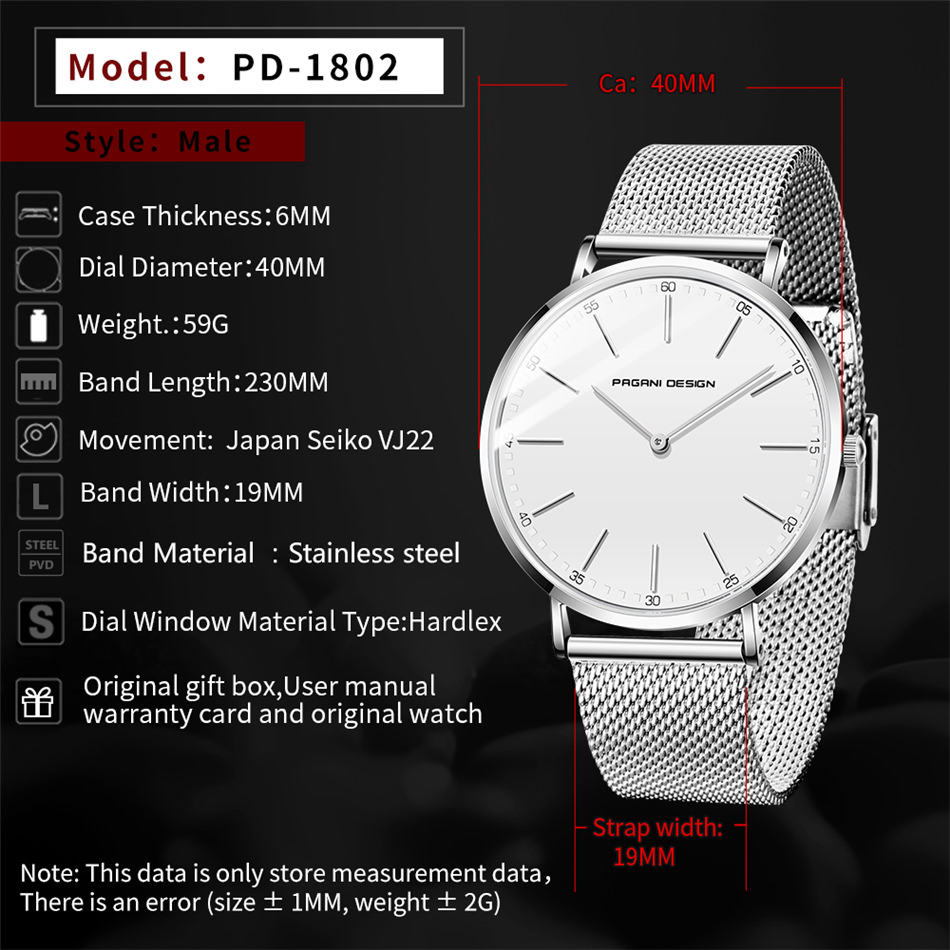 Model: PD-1802
Ca: 40MM
Style: Male
Case Thickness:6MM
Dial Diameter:40MM
Weight.:59G
Band Length:230MM
Movement: Japan Seiko VJ22
L
Band Width:19MM
STEEL
PVD
Band Material : Stainless steel
S
Dial Window Material Type:Hardlex
Original gift box,User manual
warranty card and original watch
60
05
10
15
20
25
30
35
40
4
50
55
PAGANI DESIGN
Strap width:
19MM
Note: This data is only store measurement data,
There is an error (size ± 1MM, weight ± 2G)